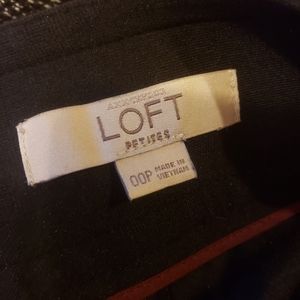 ANN TAYLOR
LOFT
PETITES
00P
MADE IN
VIETNAM